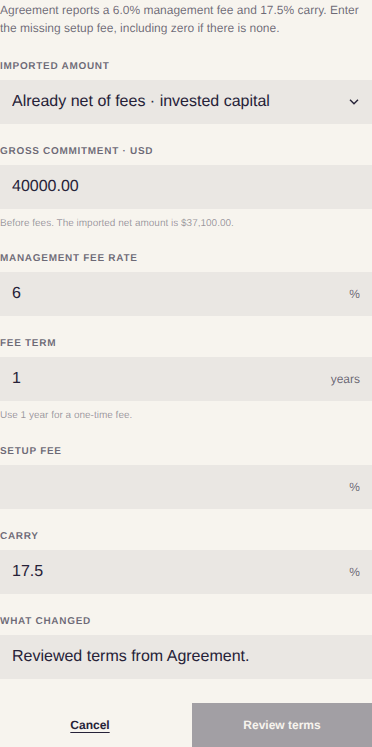 Agreement reports a 6.0% management fee and 17.5% carry. Enter
the missing setup fee, including zero if there is none.
IMPORTED AMOUNT
Already net of fees · invested capital
GROSS COMMITMENT · USD
40000.00
Before fees. The imported net amount is $37,100.00.
MANAGEMENT FEE RATE
6 %
FEE TERM
1 years
Use 1 year for a one-time fee.
SETUP FEE
%
CARRY
17.5 %
WHAT CHANGED
Reviewed terms from Agreement.
Cancel Review terms